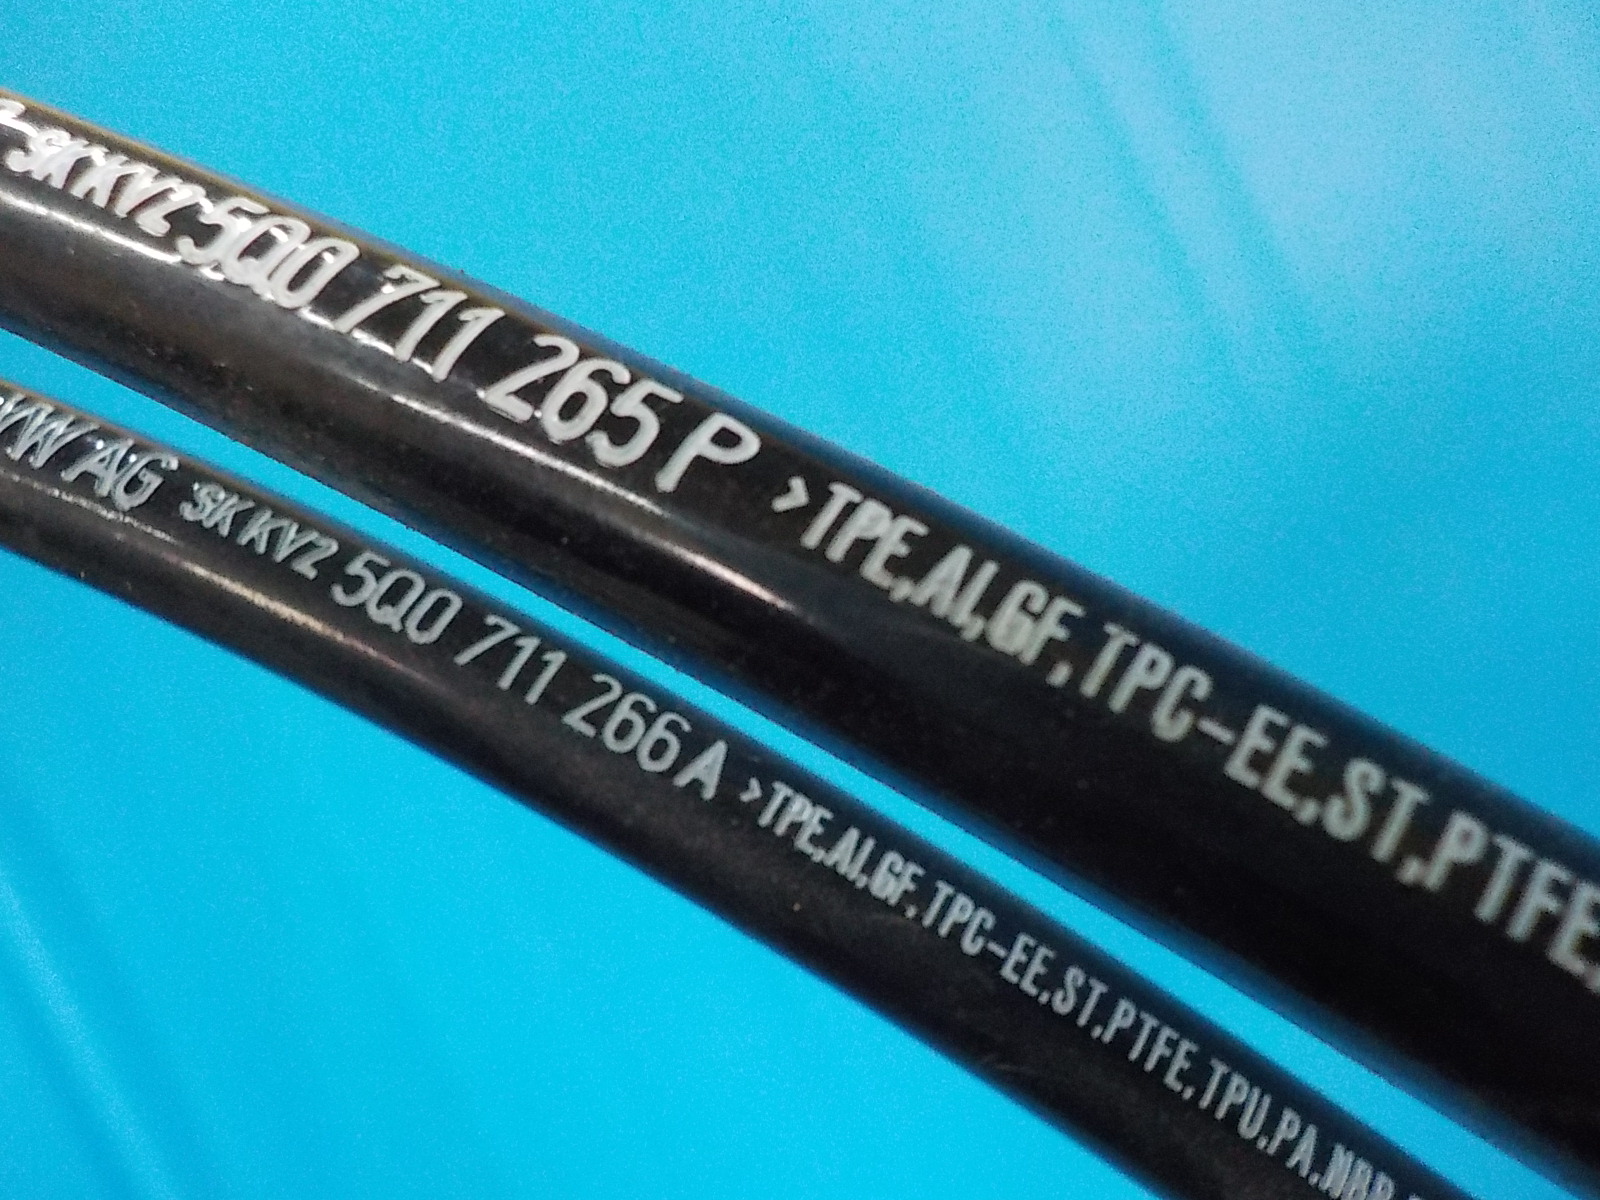 SK KV2 5Q0 711 265 P >TPE,Al,GF,TPC-EE,ST,PTFE,
VW AG SK KV2 5Q0 711 266 A >TPE,Al,GF,TPC-EE,ST,PTFE,TPU,PA,NBR